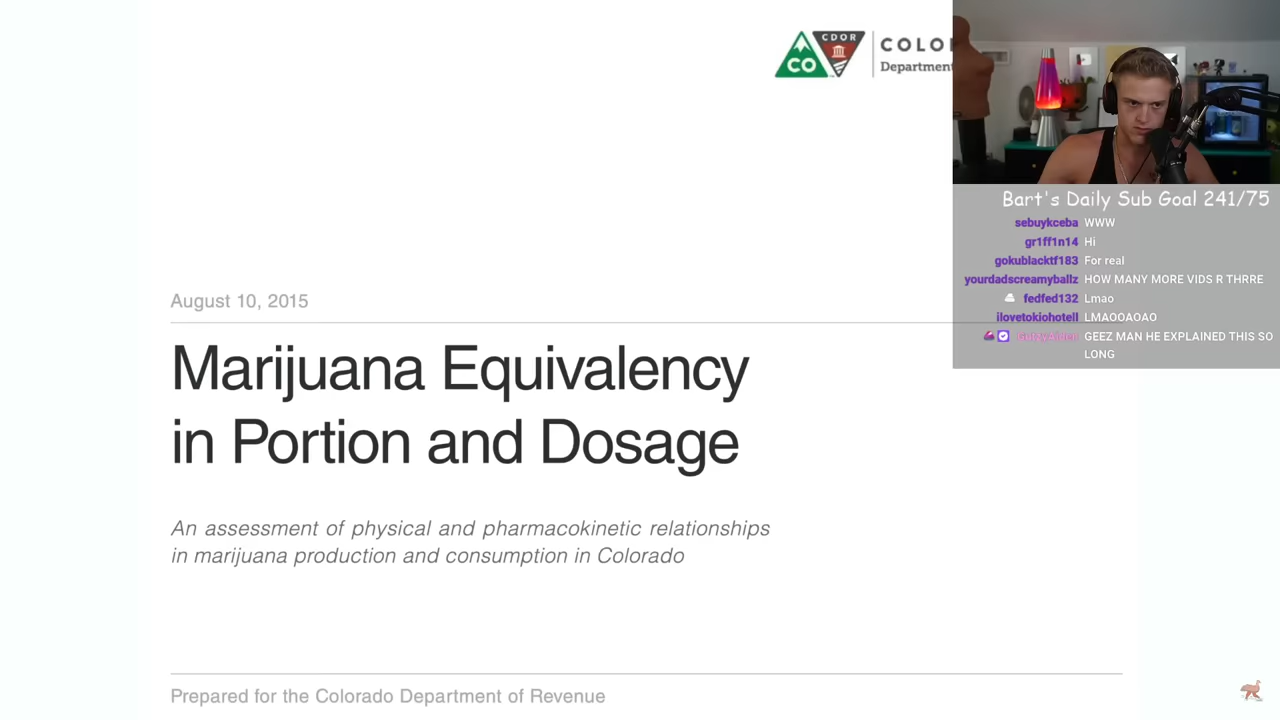 CO
CDOR
COLO
Department
August 10, 2015
Marijuana Equivalency
in Portion and Dosage
An assessment of physical and pharmacokinetic relationships
in marijuana production and consumption in Colorado
Prepared for the Colorado Department of Revenue
Bart's Daily Sub Goal 241/75
sebuykceba WWW
gr1ff1n14 Hi
gokublacktf183 For real
yourdadscreamyballz HOW MANY MORE VIDS R THRRE
fedfed132 Lmao
ilovetokiohotell LMAOOAOAO
GEEZ MAN HE EXPLAINED THIS SO
LONG